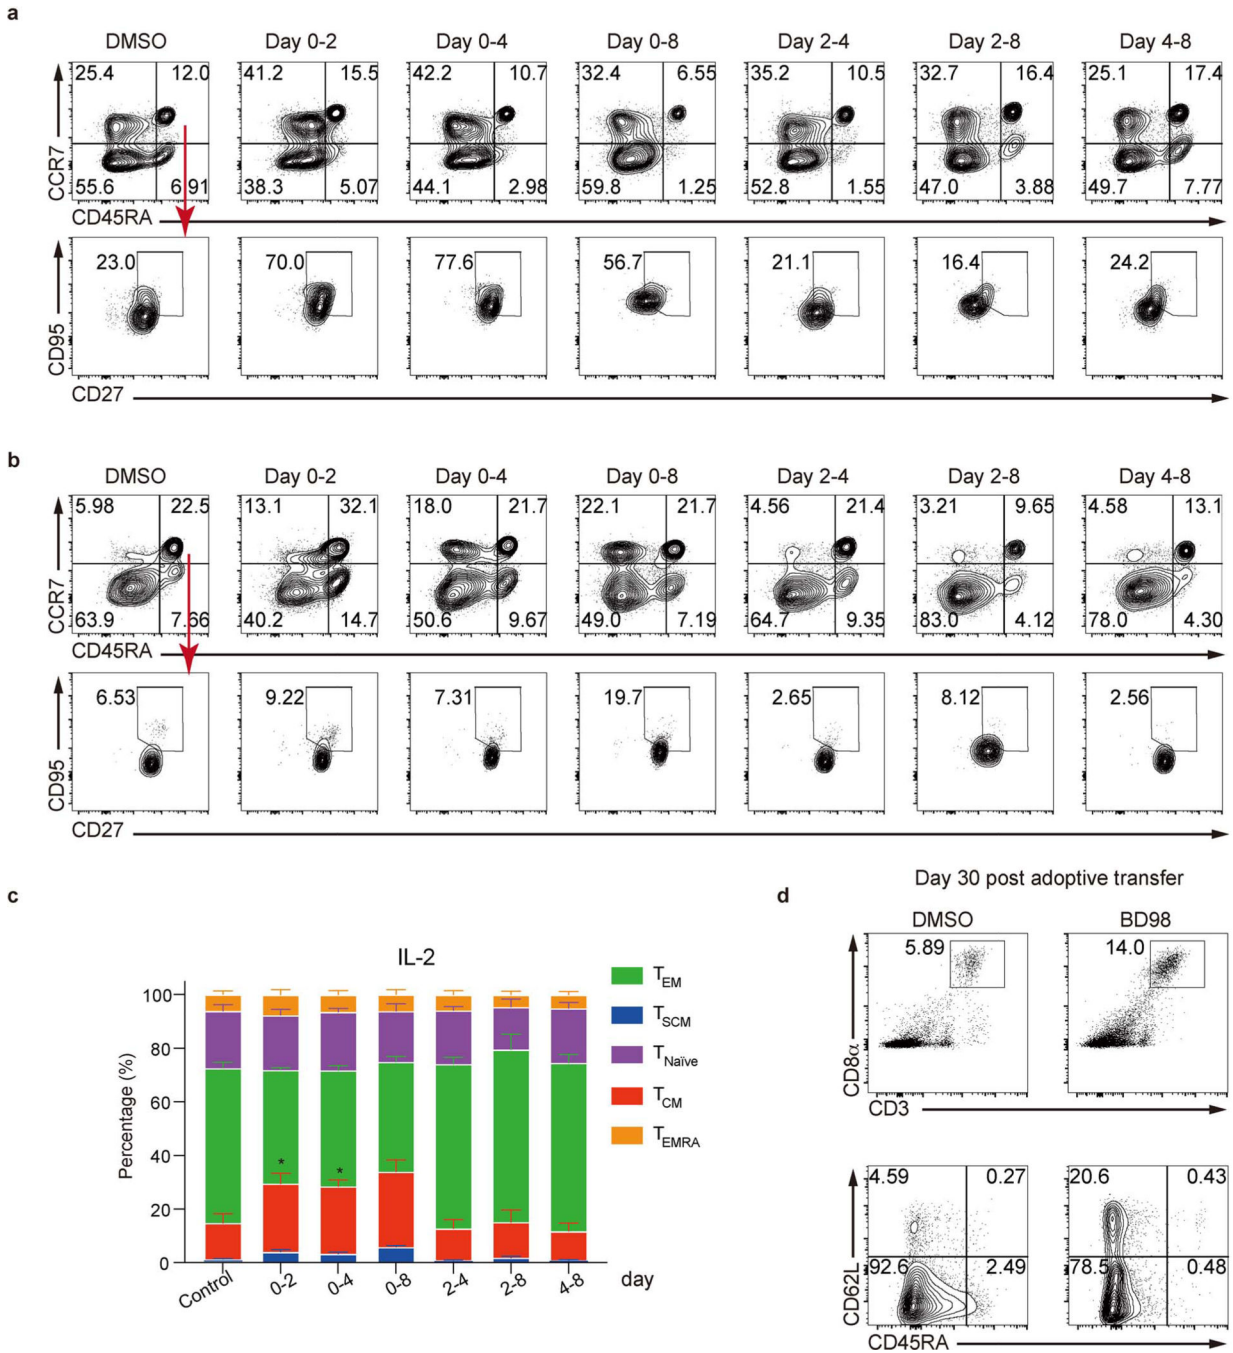 a
DMSO Day 0-2 Day 0-4 Day 0-8 Day 2-4 Day 2-8 Day 4-8
25.4 12.0 41.2 15.5 42.2 10.7 32.4 6.55 35.2 10.5 32.7 16.4 25.1 17.4
CCR7
55.6 6.91 38.3 5.07 44.1 2.98 59.8 1.25 52.8 1.55 47.0 3.88 49.7 7.77
CD45RA
23.0 70.0 77.6 56.7 21.1 16.4 24.2
CD95
CD27
b
DMSO Day 0-2 Day 0-4 Day 0-8 Day 2-4 Day 2-8 Day 4-8
5.98 22.5 13.1 32.1 18.0 21.7 22.1 21.7 4.56 21.4 3.21 9.65 4.58 13.1
CCR7
63.9 7.66 40.2 14.7 50.6 9.67 49.0 7.19 64.7 9.35 83.0 4.12 78.0 4.30
CD45RA
6.53 9.22 7.31 19.7 2.65 8.12 2.56
CD95
CD27
c
IL-2
Percentage (%)
100
80
60
40
20
0
* *
Control 0-2 0-4 0-8 2-4 2-8 4-8 day
TEM
TSCM
TNaïve
TCM
TEMRA
d
Day 30 post adoptive transfer
DMSO BD98
5.89 14.0
CD8α
CD3
4.59 0.27 20.6 0.43
92.6 2.49 78.5 0.48
CD62L
CD45RA